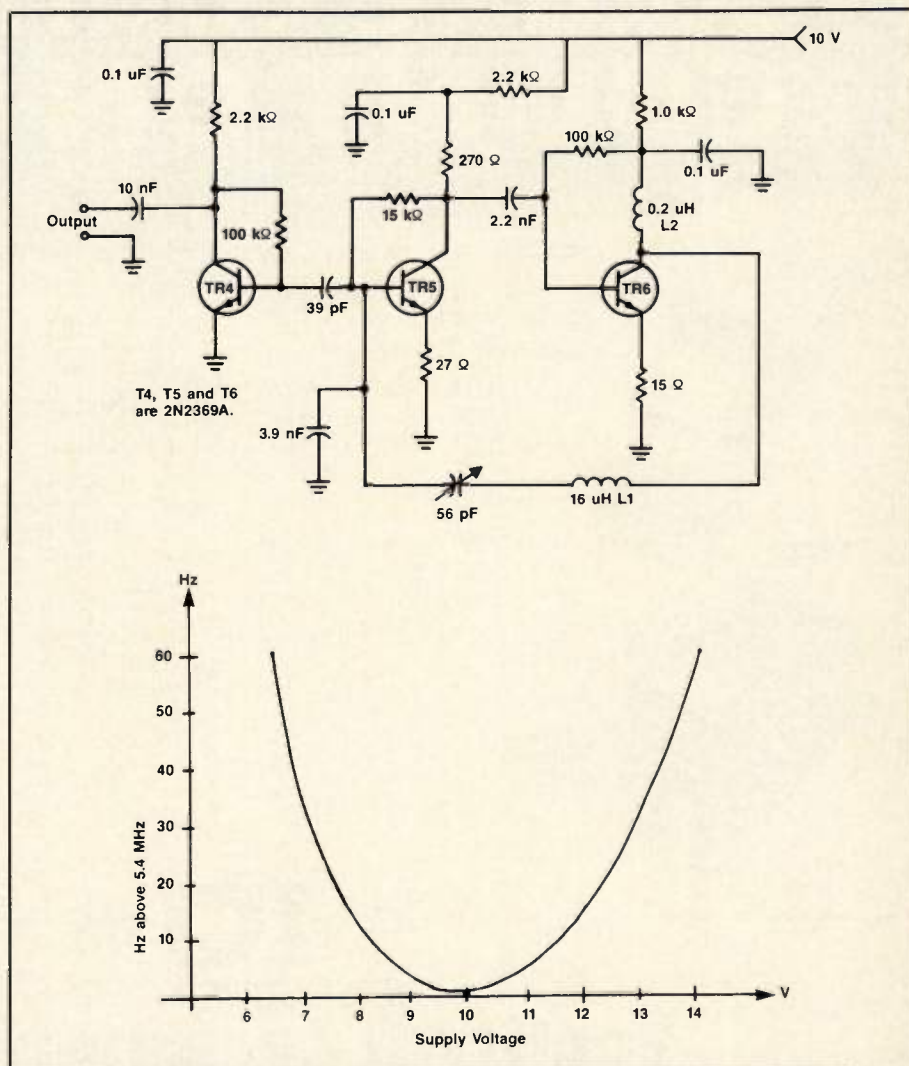 10 V
0.1 uF
2.2 kΩ
0.1 uF
2.2 kΩ
1.0 kΩ
270 Ω
100 kΩ
0.1 uF
10 nF
Output
100 kΩ
15 kΩ
2.2 nF
0.2 uH
L2
TR4
39 pF
TR5
TR6
27 Ω
15 Ω
T4, T5 and T6
are 2N2369A.
3.9 nF
56 pF
16 uH L1
Hz
60
50
40
30
20
10
Hz above 5.4 MHz
V
6 7 8 9 10 11 12 13 14
Supply Voltage